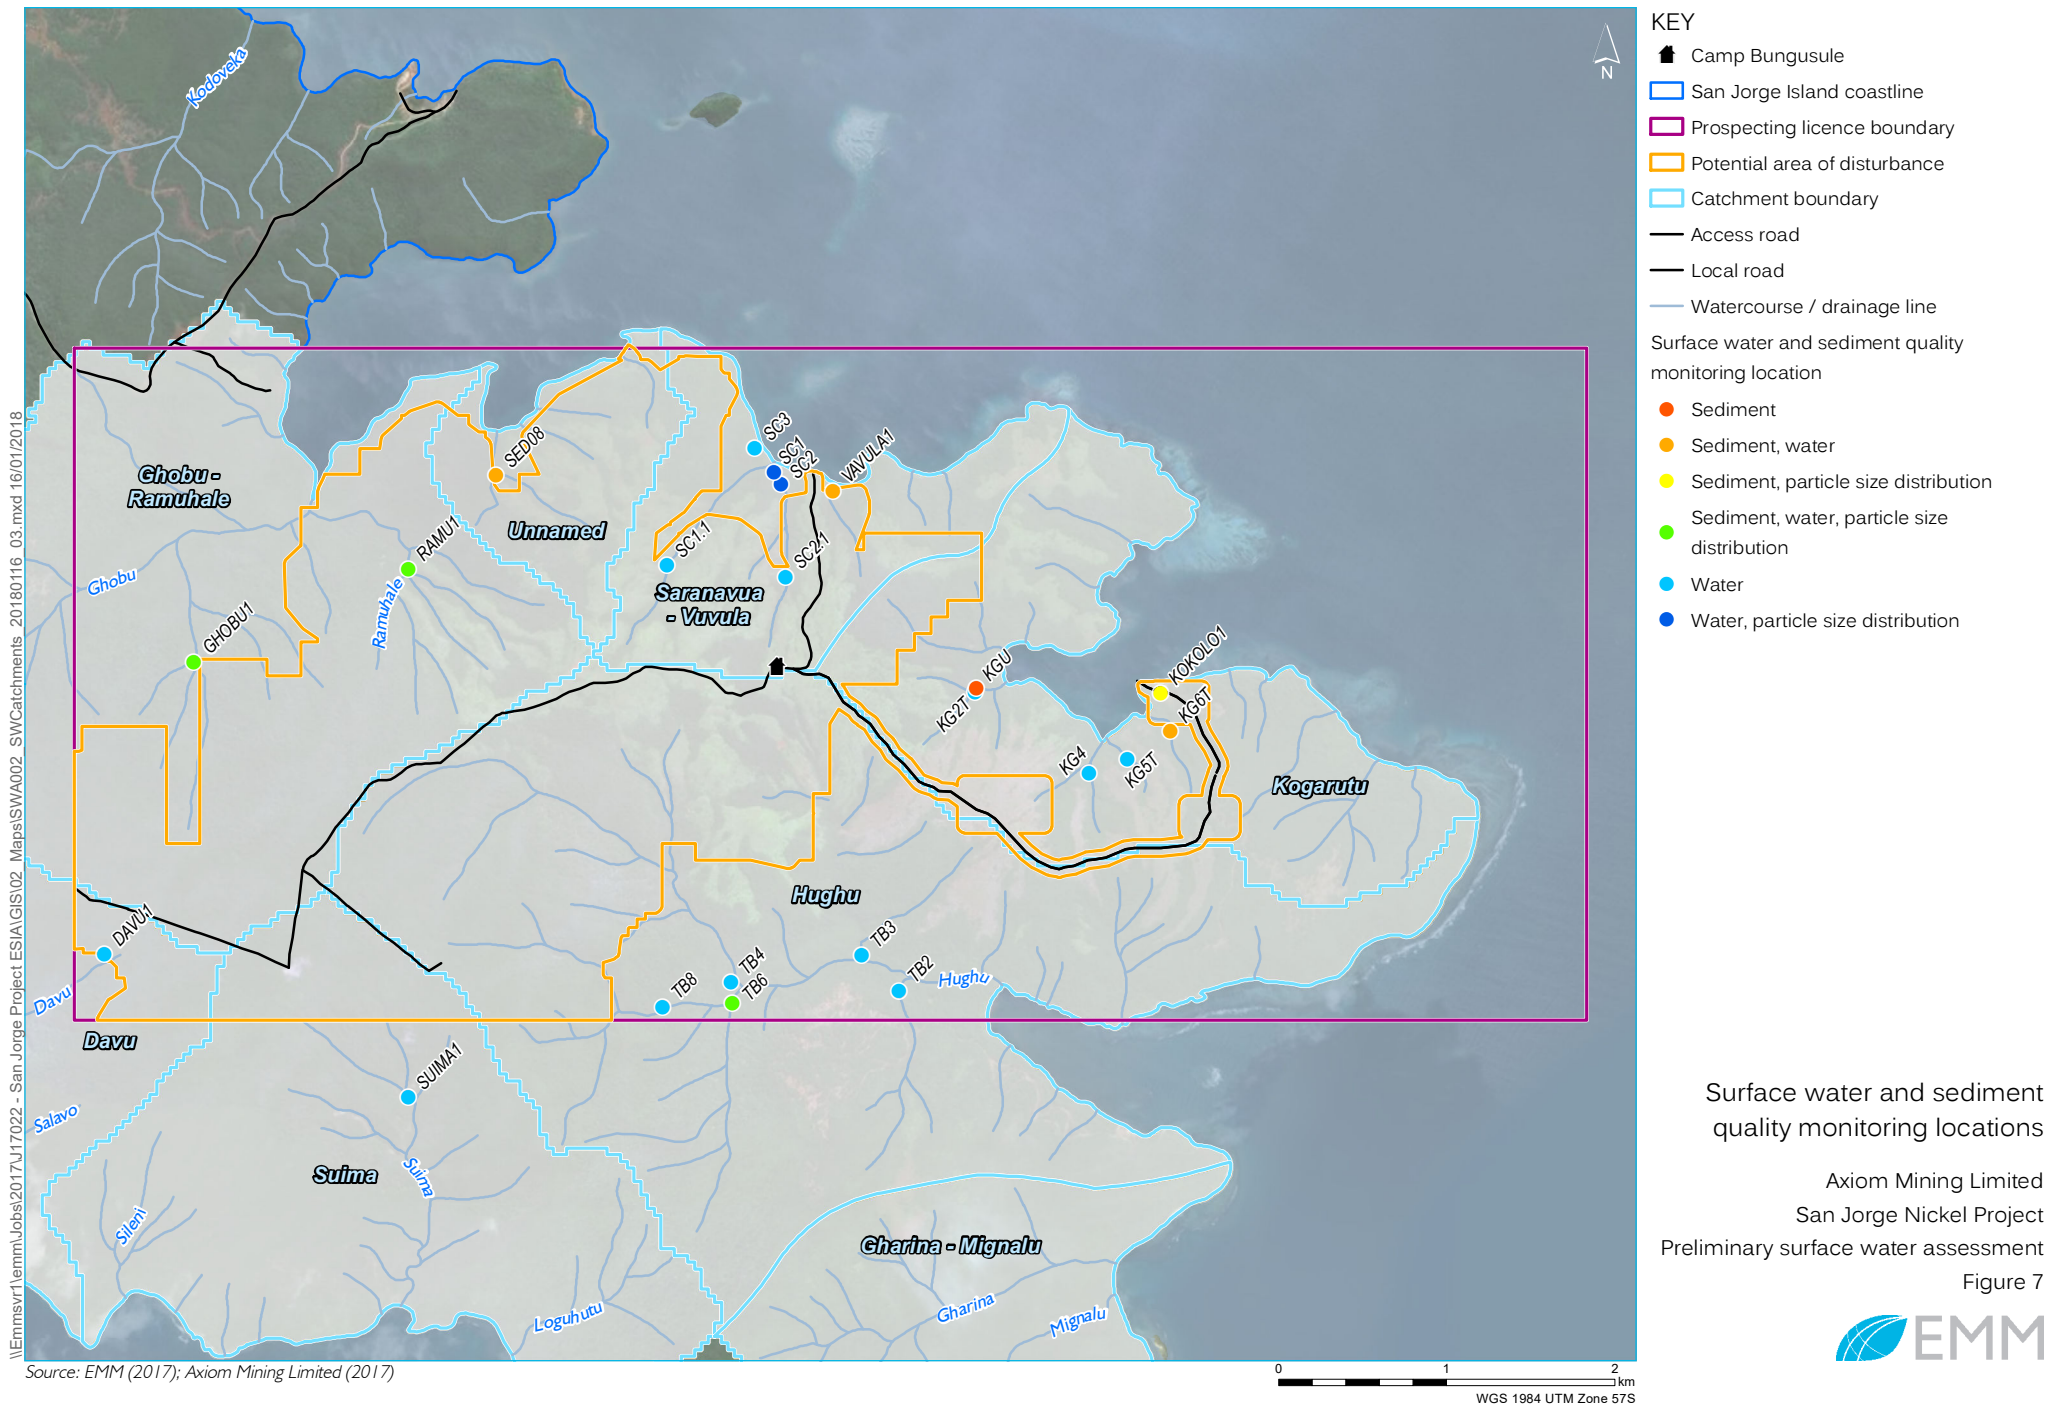 Kodoveka
N
SED08
SC3
SC1
SC2
VAVULA1
Ghobu -
Ramuhale
Unnamed
RAMU1
SC1.1
SC2.1
Ghobu
Ramuhale
Saranavua
- Vuvula
GHOBU1
KGU
KG2T
KOKOLO1
KG6T
KG4
KG5T
Kogarutu
Hughu
DAVU1
TB3
TB4
TB2
TB8
TB6
Hughu
Davu
Davu
SUIMA1
Salavo
Suima
Suima
Sileni
Gharina - Mignalu
Loguhutu
Gharina
Mignalu
\\Emmsvr1\emm\Jobs\2017\J17022 - San Jorge Project ESIA\GIS\02_Maps\SWA002_SWCatchments_20180116_03.mxd 16/01/2018
Source: EMM (2017); Axiom Mining Limited (2017)
0 1 2
km
WGS 1984 UTM Zone 57S
KEY
Camp Bungusule
San Jorge Island coastline
Prospecting licence boundary
Potential area of disturbance
Catchment boundary
Access road
Local road
Watercourse / drainage line
Surface water and sediment quality
monitoring location
Sediment
Sediment, water
Sediment, particle size distribution
Sediment, water, particle size
distribution
Water
Water, particle size distribution
Surface water and sediment
quality monitoring locations
Axiom Mining Limited
San Jorge Nickel Project
Preliminary surface water assessment
Figure 7
EMM